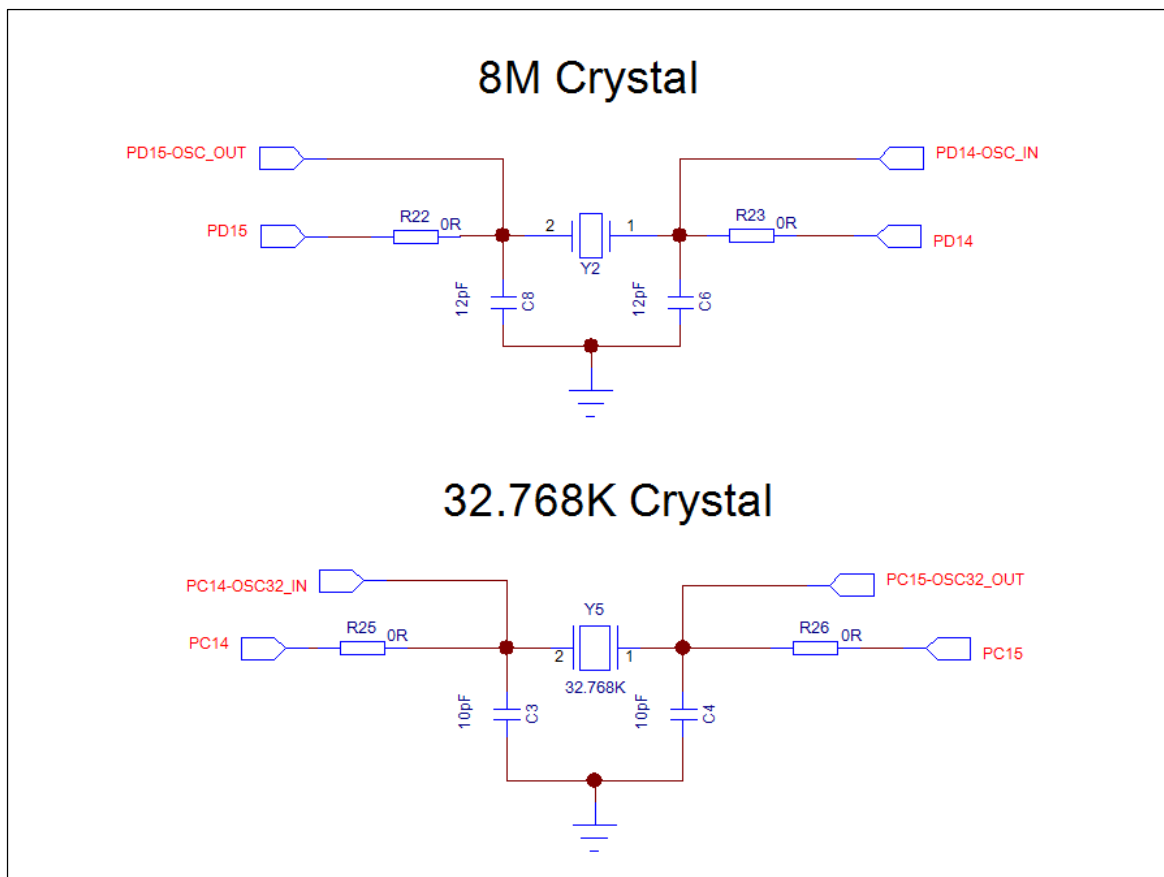 8M Crystal
PD15-OSC_OUT
PD14-OSC_IN
PD15
R22
0R
2
1
R23
0R
PD14
Y2
12pF
C8
12pF
C6
32.768K Crystal
PC14-OSC32_IN
PC15-OSC32_OUT
PC14
R25
0R
Y5
R26
0R
PC15
2
1
32.768K
10pF
C3
10pF
C4